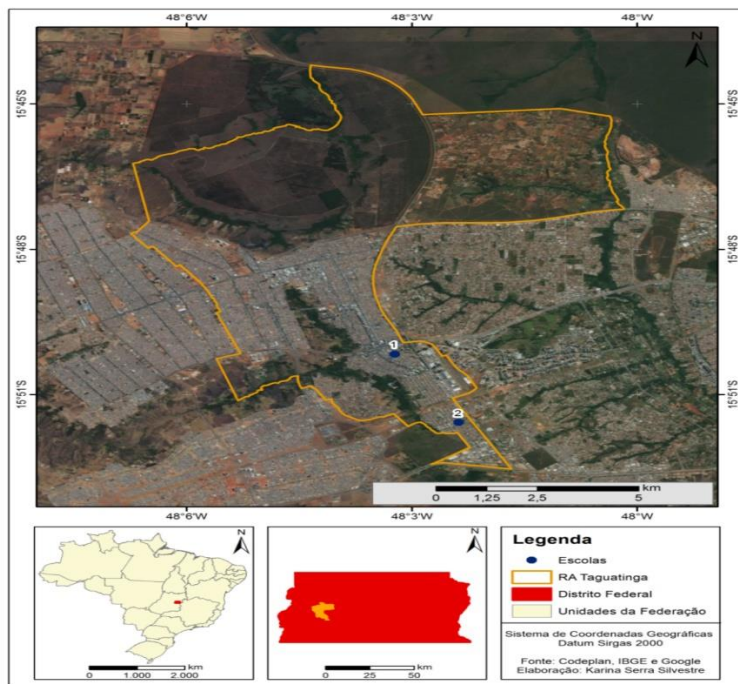 48°6'O 48°3'O 48°O
N
15°45'S 15°45'S
15°48'S 15°48'S
1
15°51'S 15°51'S
2
km
0 1,25 2,5 5
48°6'O 48°3'O 48°O
N
km
0 1.000 2.000
N
km
0 25 50
Legenda
Escolas
RA Taguatinga
Distrito Federal
Unidades da Federação
Sistema de Coordenadas Geográficas
Datum Sirgas 2000
Fonte: Codeplan, IBGE e Google
Elaboração: Karina Serra Silvestre